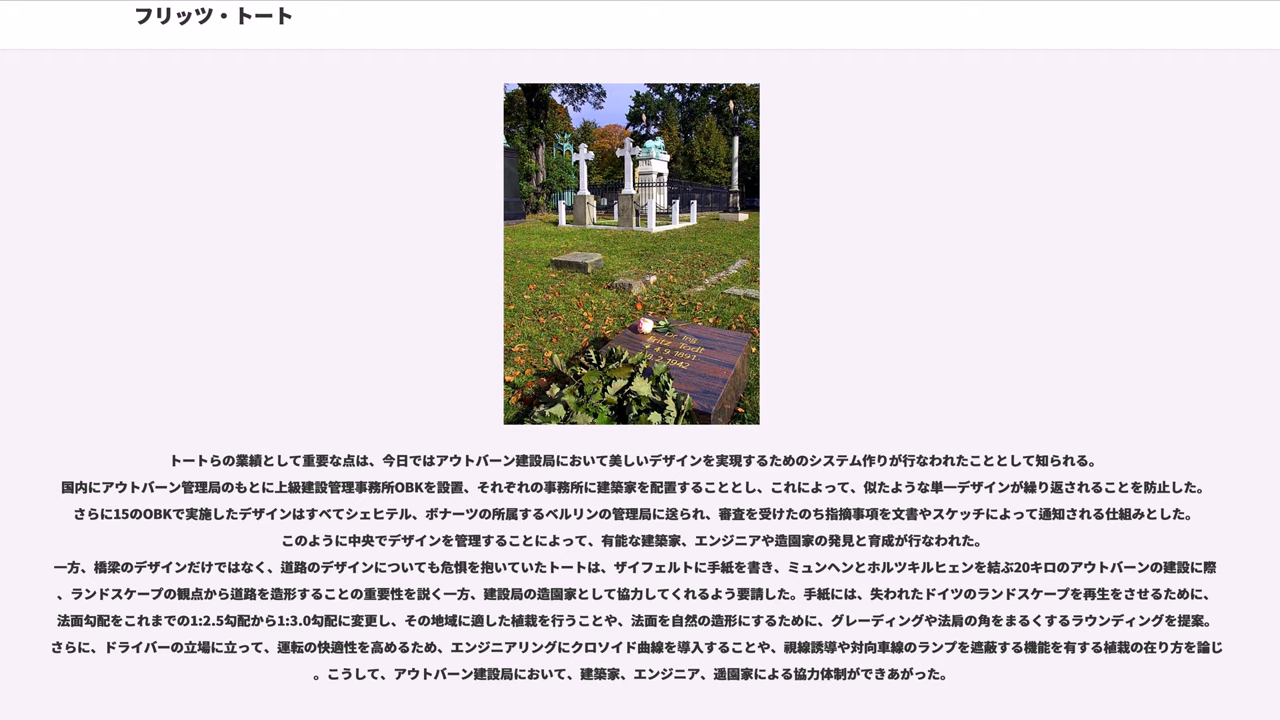 フリッツ・トート
Dr. Ing.
Fritz Todt
4.9.1891
8.2.1942
トートらの業績として重要な点は、今日ではアウトバーン建設局において美しいデザインを実現するためのシステム作りが行なわれたこととして知られる。
国内にアウトバーン管理局のもとに上級建設管理事務所OBKを設置、それぞれの事務所に建築家を配置することとし、これによって、似たような単一デザインが繰り返されることを防止した。
さらに15のOBKで実施したデザインはすべてシェヒテル、ボナーツの所属するベルリンの管理局に送られ、審査を受けたのち指摘事項を文書やスケッチによって通知される仕組みとした。
このように中央でデザインを管理することによって、有能な建築家、エンジニアや造園家の発見と育成が行なわれた。
一方、橋梁のデザインだけではなく、道路のデザインについても危惧を抱いていたトートは、ザイフェルトに手紙を書き、ミュンヘンとホルツキルヒェンを結ぶ20キロのアウトバーンの建設に際
、ランドスケープの観点から道路を造形することの重要性を説く一方、建設局の造園家として協力してくれるよう要請した。手紙には、失われたドイツのランドスケープを再生をさせるために、
法面勾配をこれまでの1:2.5勾配から1:3.0勾配に変更し、その地域に適した植栽を行うことや、法面を自然の造形にするために、グレーディングや法肩の角をまるくするラウンディングを提案。
さらに、ドライバーの立場に立って、運転の快適性を高めるため、エンジニアリングにクロソイド曲線を導入することや、視線誘導や対向車線のランプを遮蔽する機能を有する植栽の在り方を論じ
。こうして、アウトバーン建設局において、建築家、エンジニア、遥園家による協力体制ができあがった。